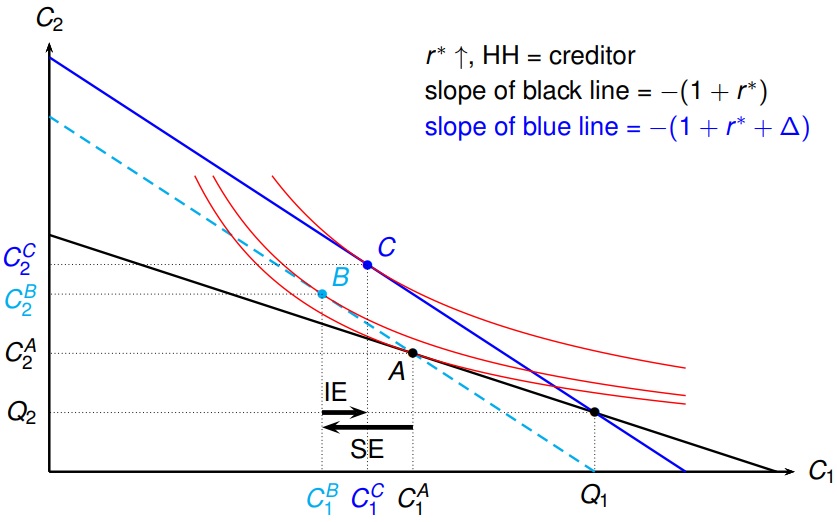 C₂
r* ↑, HH = creditor
slope of black line = −(1 + r*)
slope of blue line = −(1 + r* + Δ)
C₂ᶜ
C
B
C₂ᴮ
C₂ᴬ
A
IE
Q₂
SE
C₁
C₁ᴮ C₁ᶜ C₁ᴬ Q₁